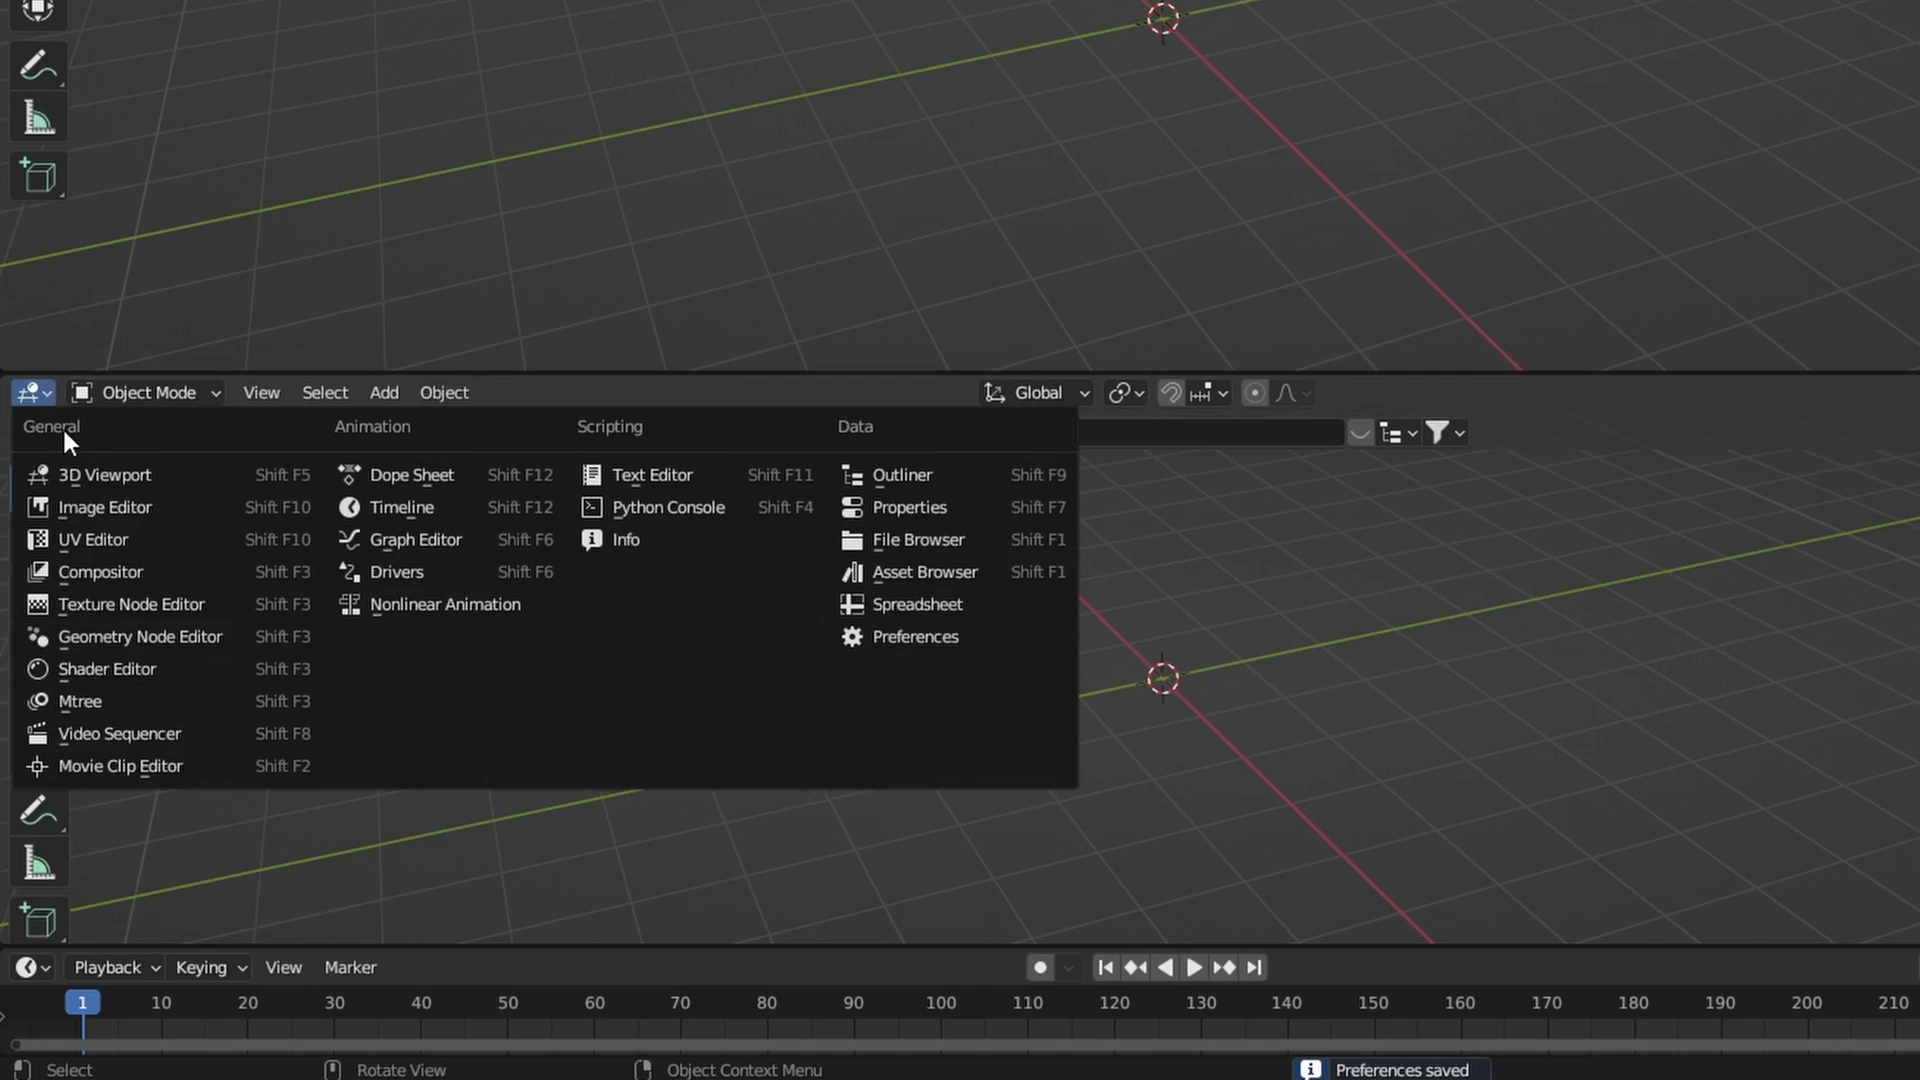 Object Mode View Select Add Object Global
General Animation Scripting Data
3D Viewport Shift F5 Dope Sheet Shift F12 Text Editor Shift F11 Outliner Shift F9
Image Editor Shift F10 Timeline Shift F12 Python Console Shift F4 Properties Shift F7
UV Editor Shift F10 Graph Editor Shift F6 Info File Browser Shift F1
Compositor Shift F3 Drivers Shift F6 Asset Browser Shift F1
Texture Node Editor Shift F3 Nonlinear Animation Spreadsheet
Geometry Node Editor Shift F3 Preferences
Shader Editor Shift F3
Mtree Shift F3
Video Sequencer Shift F8
Movie Clip Editor Shift F2
Playback Keying View Marker
1 10 20 30 40 50 60 70 80 90 100 110 120 130 140 150 160 170 180 190 200 210
Select Rotate View Object Context Menu Preferences saved